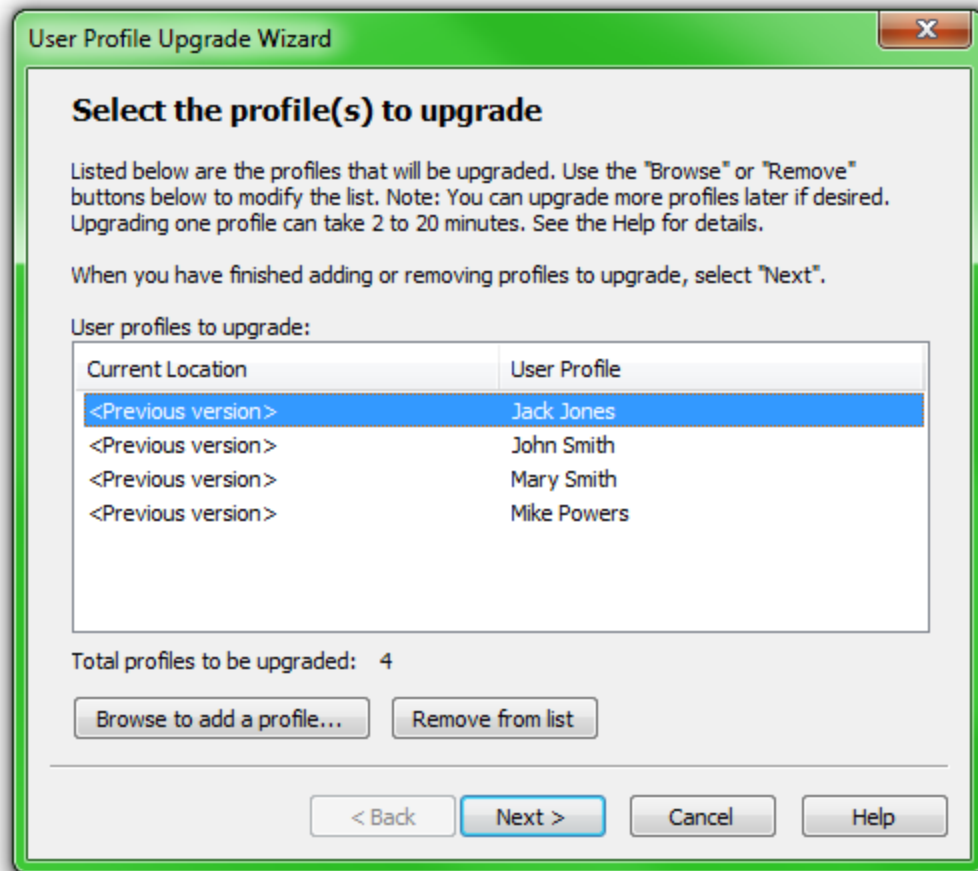 User Profile Upgrade Wizard
Select the profile(s) to upgrade
Listed below are the profiles that will be upgraded. Use the "Browse" or "Remove"
buttons below to modify the list. Note: You can upgrade more profiles later if desired.
Upgrading one profile can take 2 to 20 minutes. See the Help for details.
When you have finished adding or removing profiles to upgrade, select "Next".
User profiles to upgrade:
Current Location User Profile
<Previous version> Jack Jones
<Previous version> John Smith
<Previous version> Mary Smith
<Previous version> Mike Powers
Total profiles to be upgraded: 4
Browse to add a profile... Remove from list
< Back Next > Cancel Help